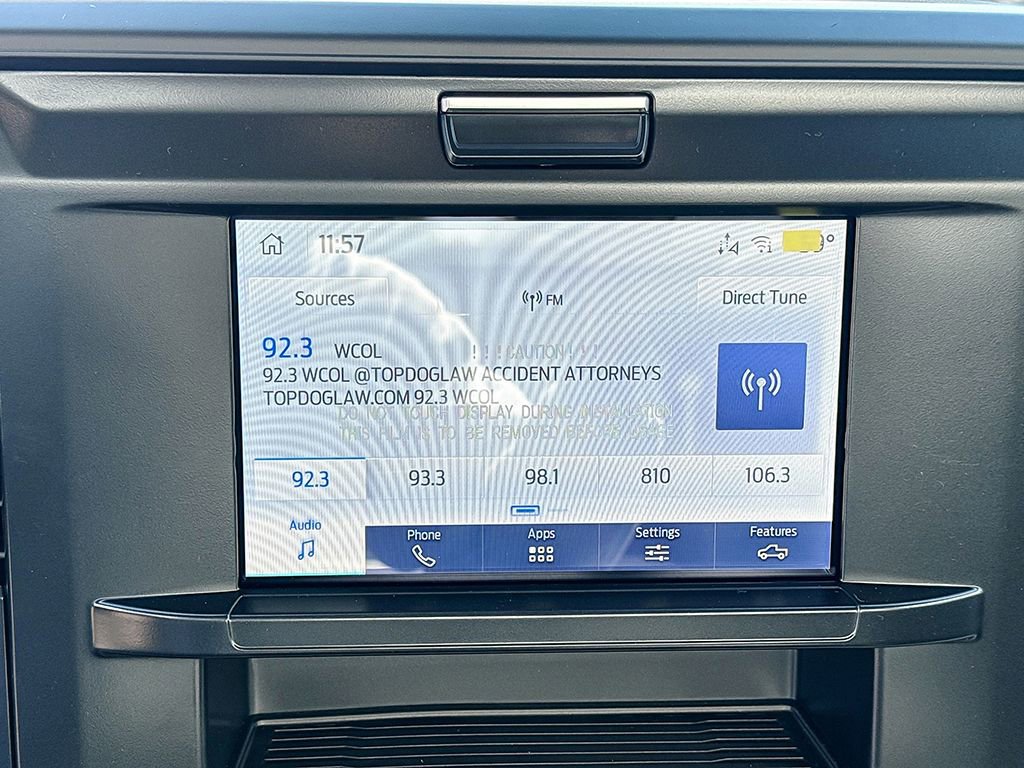 11:57
°
Sources
FM
Direct Tune
92.3 WCOL
! ! ! CAUTION ! ! !
92.3 WCOL @TOPDOGLAW ACCIDENT ATTORNEYS
TOPDOGLAW.COM 92.3 WCOL
DO NOT TOUCH DISPLAY DURING INSTALLATION
THIS FILM IS TO BE REMOVED BEFORE USAGE
92.3
93.3
98.1
810
106.3
Audio
Phone
Apps
Settings
Features